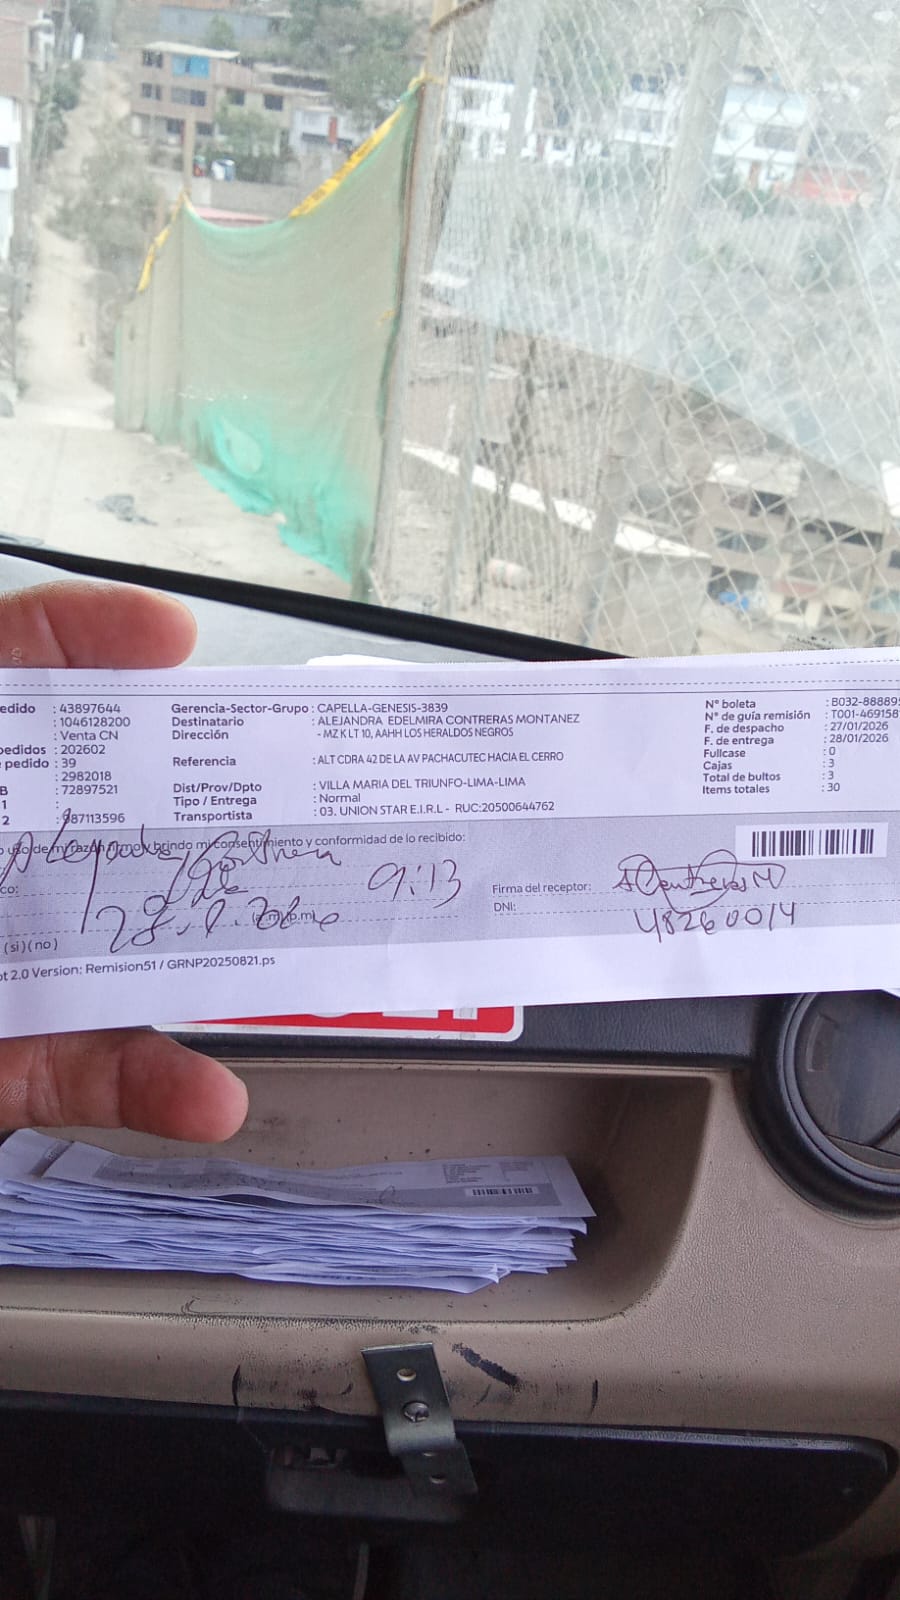 edido : 43897644
: 1046128200
: Venta CN
pedidos : 202602
pedido : 39
: 2982018
B : 72897521
1 :
2 : 987113596
Gerencia-Sector-Grupo : CAPELLA-GENESIS-3839
Destinatario : ALEJANDRA EDELMIRA CONTRERAS MONTANEZ
Dirección - MZ K LT 10, AAHH LOS HERALDOS NEGROS
Referencia : ALT CDRA 42 DE LA AV PACHACUTEC HACIA EL CERRO
Dist/Prov/Dpto : VILLA MARIA DEL TRIUNFO-LIMA-LIMA
Tipo / Entrega : Normal
Transportista : 03. UNION STAR E.I.R.L - RUC:20500644762
N° boleta : B032-88889
N° de guía remisión : T001-469158
F. de despacho : 27/01/2026
F. de entrega : 28/01/2026
Fullcase : 0
Cajas : 3
Total de bultos : 3
Items totales : 30
uso de mi razón firmo y brindo mi consentimiento y conformidad de lo recibido:
co:
9:13
Firma del receptor:
DNI: 48260014
(si) (no)
ot 2.0 Version: Remision51 / GRNP20250821.ps